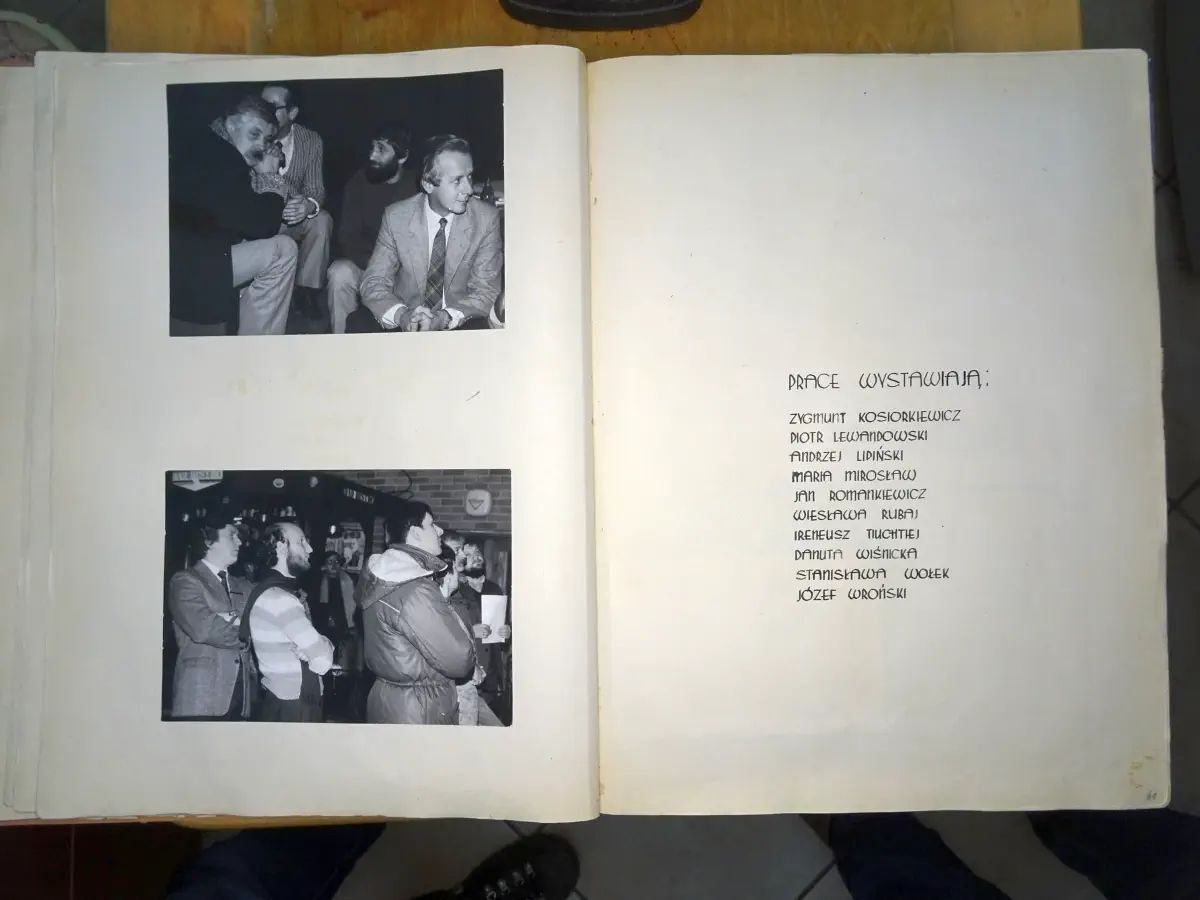 PRACE WYSTAWIAJĄ:
ZYGMUNT KOSIORKIEWICZ
PIOTR LEWANDOWSKI
ANDRZEJ LIPIŃSKI
MARIA MIROSŁAW
JAN ROMANKIEWICZ
WIESŁAWA RUBAJ
IRENEUSZ TIUCHTIEJ
DANUTA WIŚNICKA
STANISŁAWA WOŁEK
JÓZEF WROŃSKI